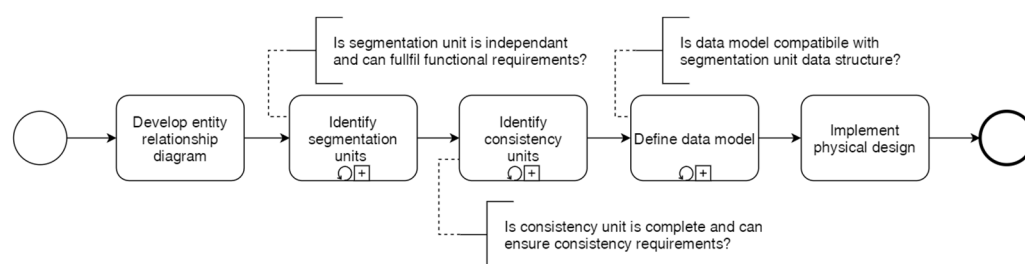 Is segmentation unit is independant
and can fullfil functional requirements?
Is data model compatibile with
segmentation unit data structure?
Develop entity
relationship
diagram
Identify
segmentation
units
Identify
consistency
units
Define data model
Implement
physical design
Is consistency unit is complete and can
ensure consistency requirements?